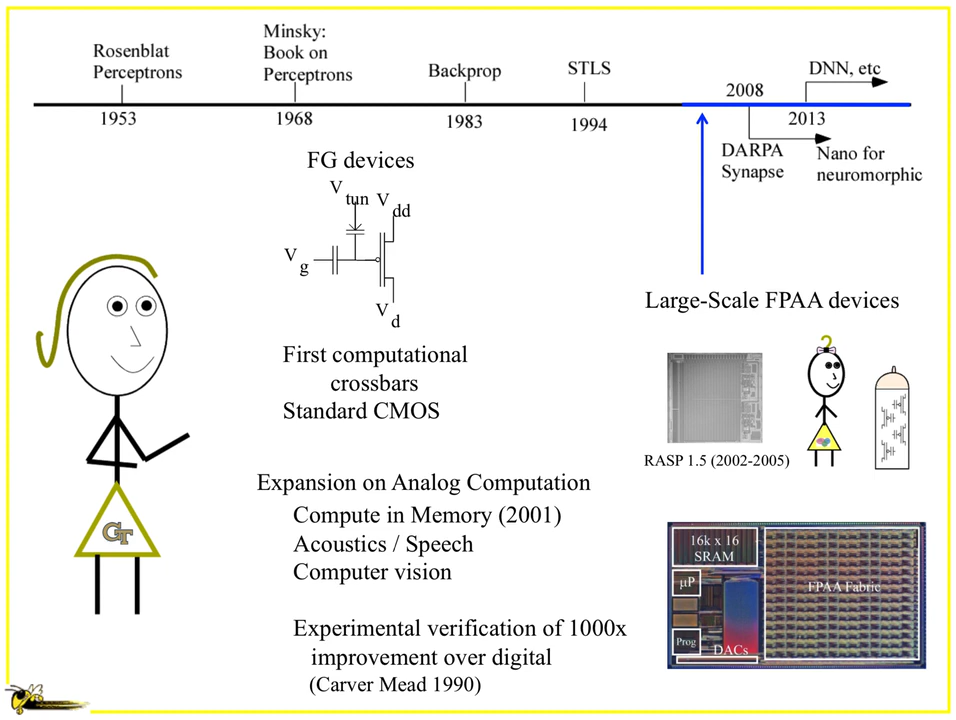 Rosenblat
Perceptrons
Minsky:
Book on
Perceptrons
Backprop
STLS
DNN, etc
2008
1953
1968
1983
1994
2013
DARPA
Synapse
Nano for
neuromorphic
FG devices
V tun
V dd
V g
V d
First computational
crossbars
Standard CMOS
Large-Scale FPAA devices
RASP 1.5 (2002-2005)
Expansion on Analog Computation
Compute in Memory (2001)
Acoustics / Speech
Computer vision
Experimental verification of 1000x
improvement over digital
(Carver Mead 1990)
GT
16k x 16
SRAM
μP
FPAA Fabric
Prog
DACs